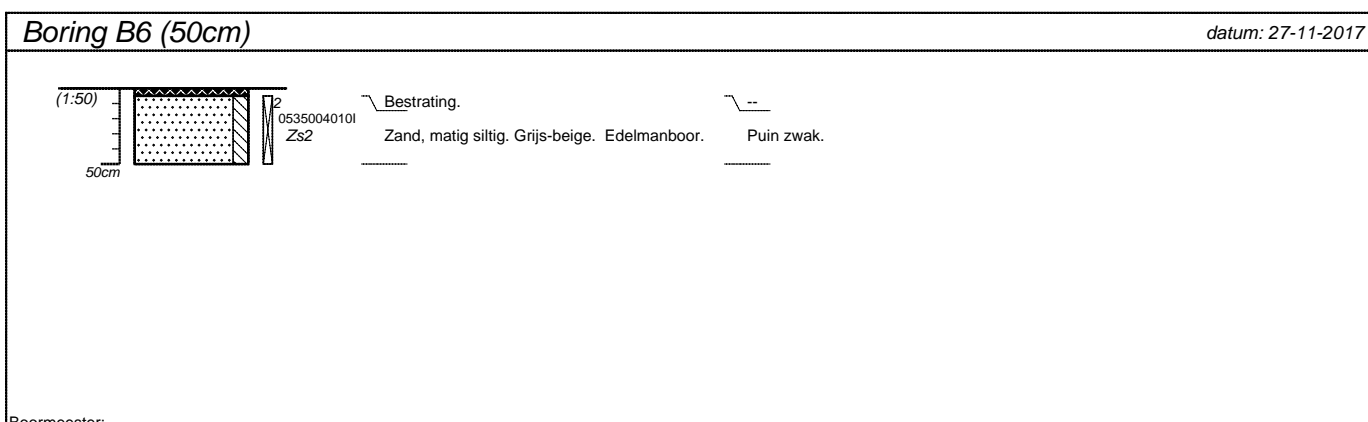 Boring B6 (50cm) datum: 27-11-2017
(1:50) 2 Bestrating. --
0535004010I
Zs2 Zand, matig siltig. Grijs-beige. Edelmanboor. Puin zwak.
50cm
Boormeester: